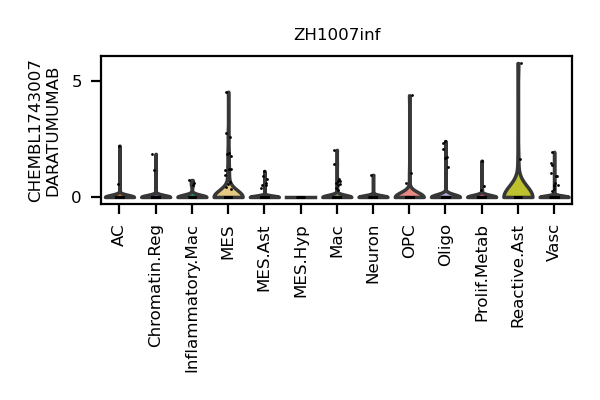 ZH1007inf
CHEMBL1743007
DARATUMUMAB
5
0
AC
Chromatin.Reg
Inflammatory.Mac
MES
MES.Ast
MES.Hyp
Mac
Neuron
OPC
Oligo
Prolif.Metab
Reactive.Ast
Vasc